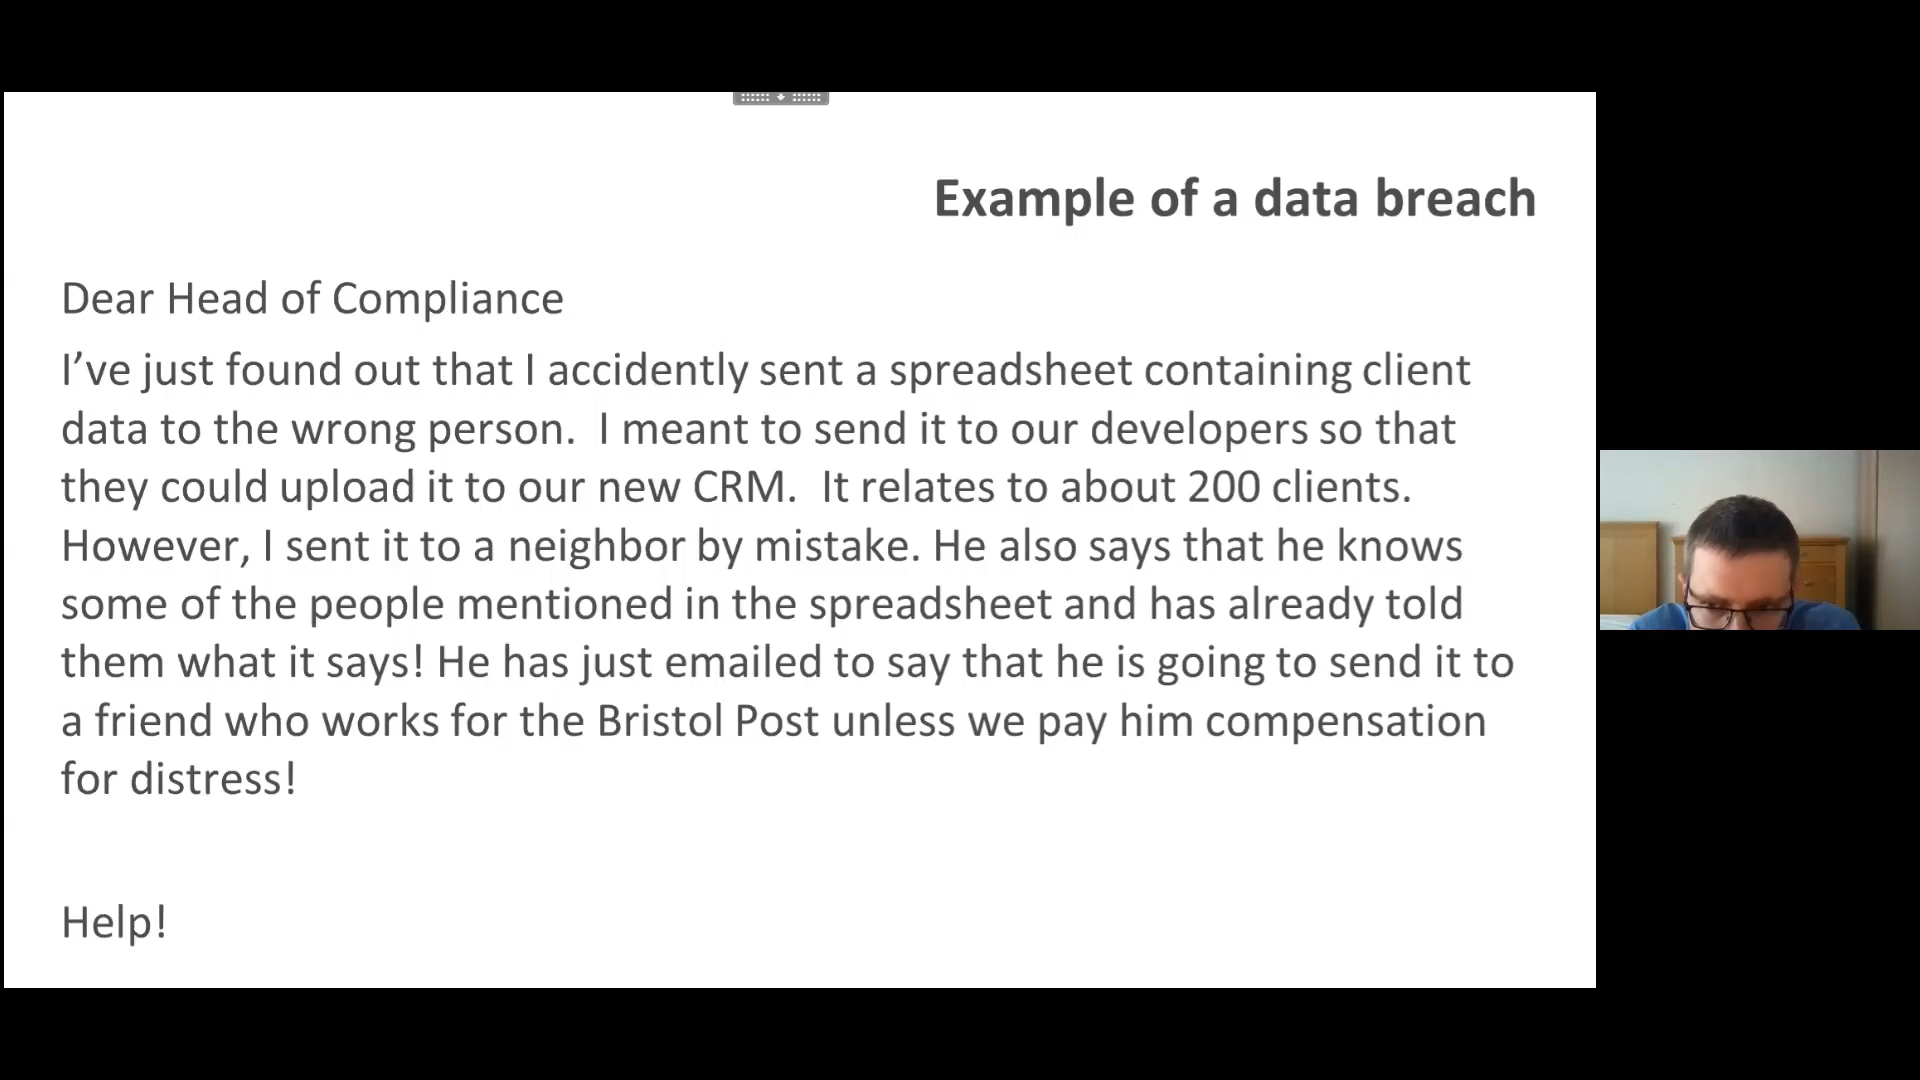 Example of a data breach
Dear Head of Compliance
I’ve just found out that I accidently sent a spreadsheet containing client
data to the wrong person.  I meant to send it to our developers so that
they could upload it to our new CRM.  It relates to about 200 clients.
However, I sent it to a neighbor by mistake. He also says that he knows
some of the people mentioned in the spreadsheet and has already told
them what it says! He has just emailed to say that he is going to send it to
a friend who works for the Bristol Post unless we pay him compensation
for distress!
Help!